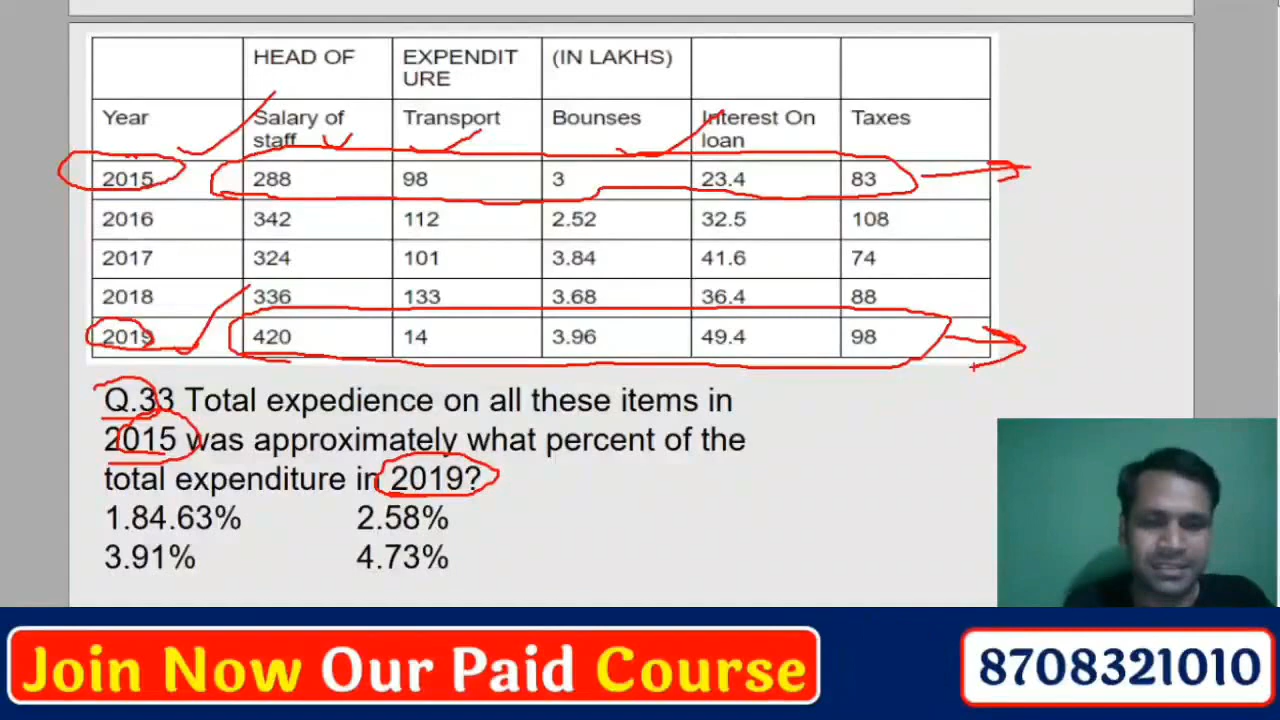 HEAD OF EXPENDIT (IN LAKHS)
URE
Year Salary of Transport Bounses Interest On Taxes
staff loan
2015 288 98 3 23.4 83
2016 342 112 2.52 32.5 108
2017 324 101 3.84 41.6 74
2018 336 133 3.68 36.4 88
2019 420 14 3.96 49.4 98
Q.33 Total expedience on all these items in
2015 was approximately what percent of the
total expenditure in 2019?
1.84.63% 2.58%
3.91% 4.73%
Join Now Our Paid Course 8708321010